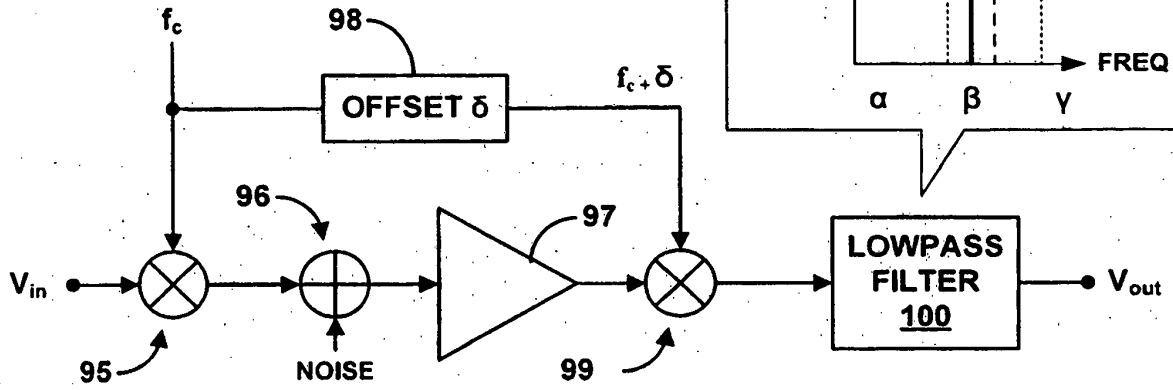 f_c
98
OFFSET δ
f_c + δ
FREQ
α β γ
96
97
V_in
LOWPASS
FILTER
100
V_out
95
NOISE
99